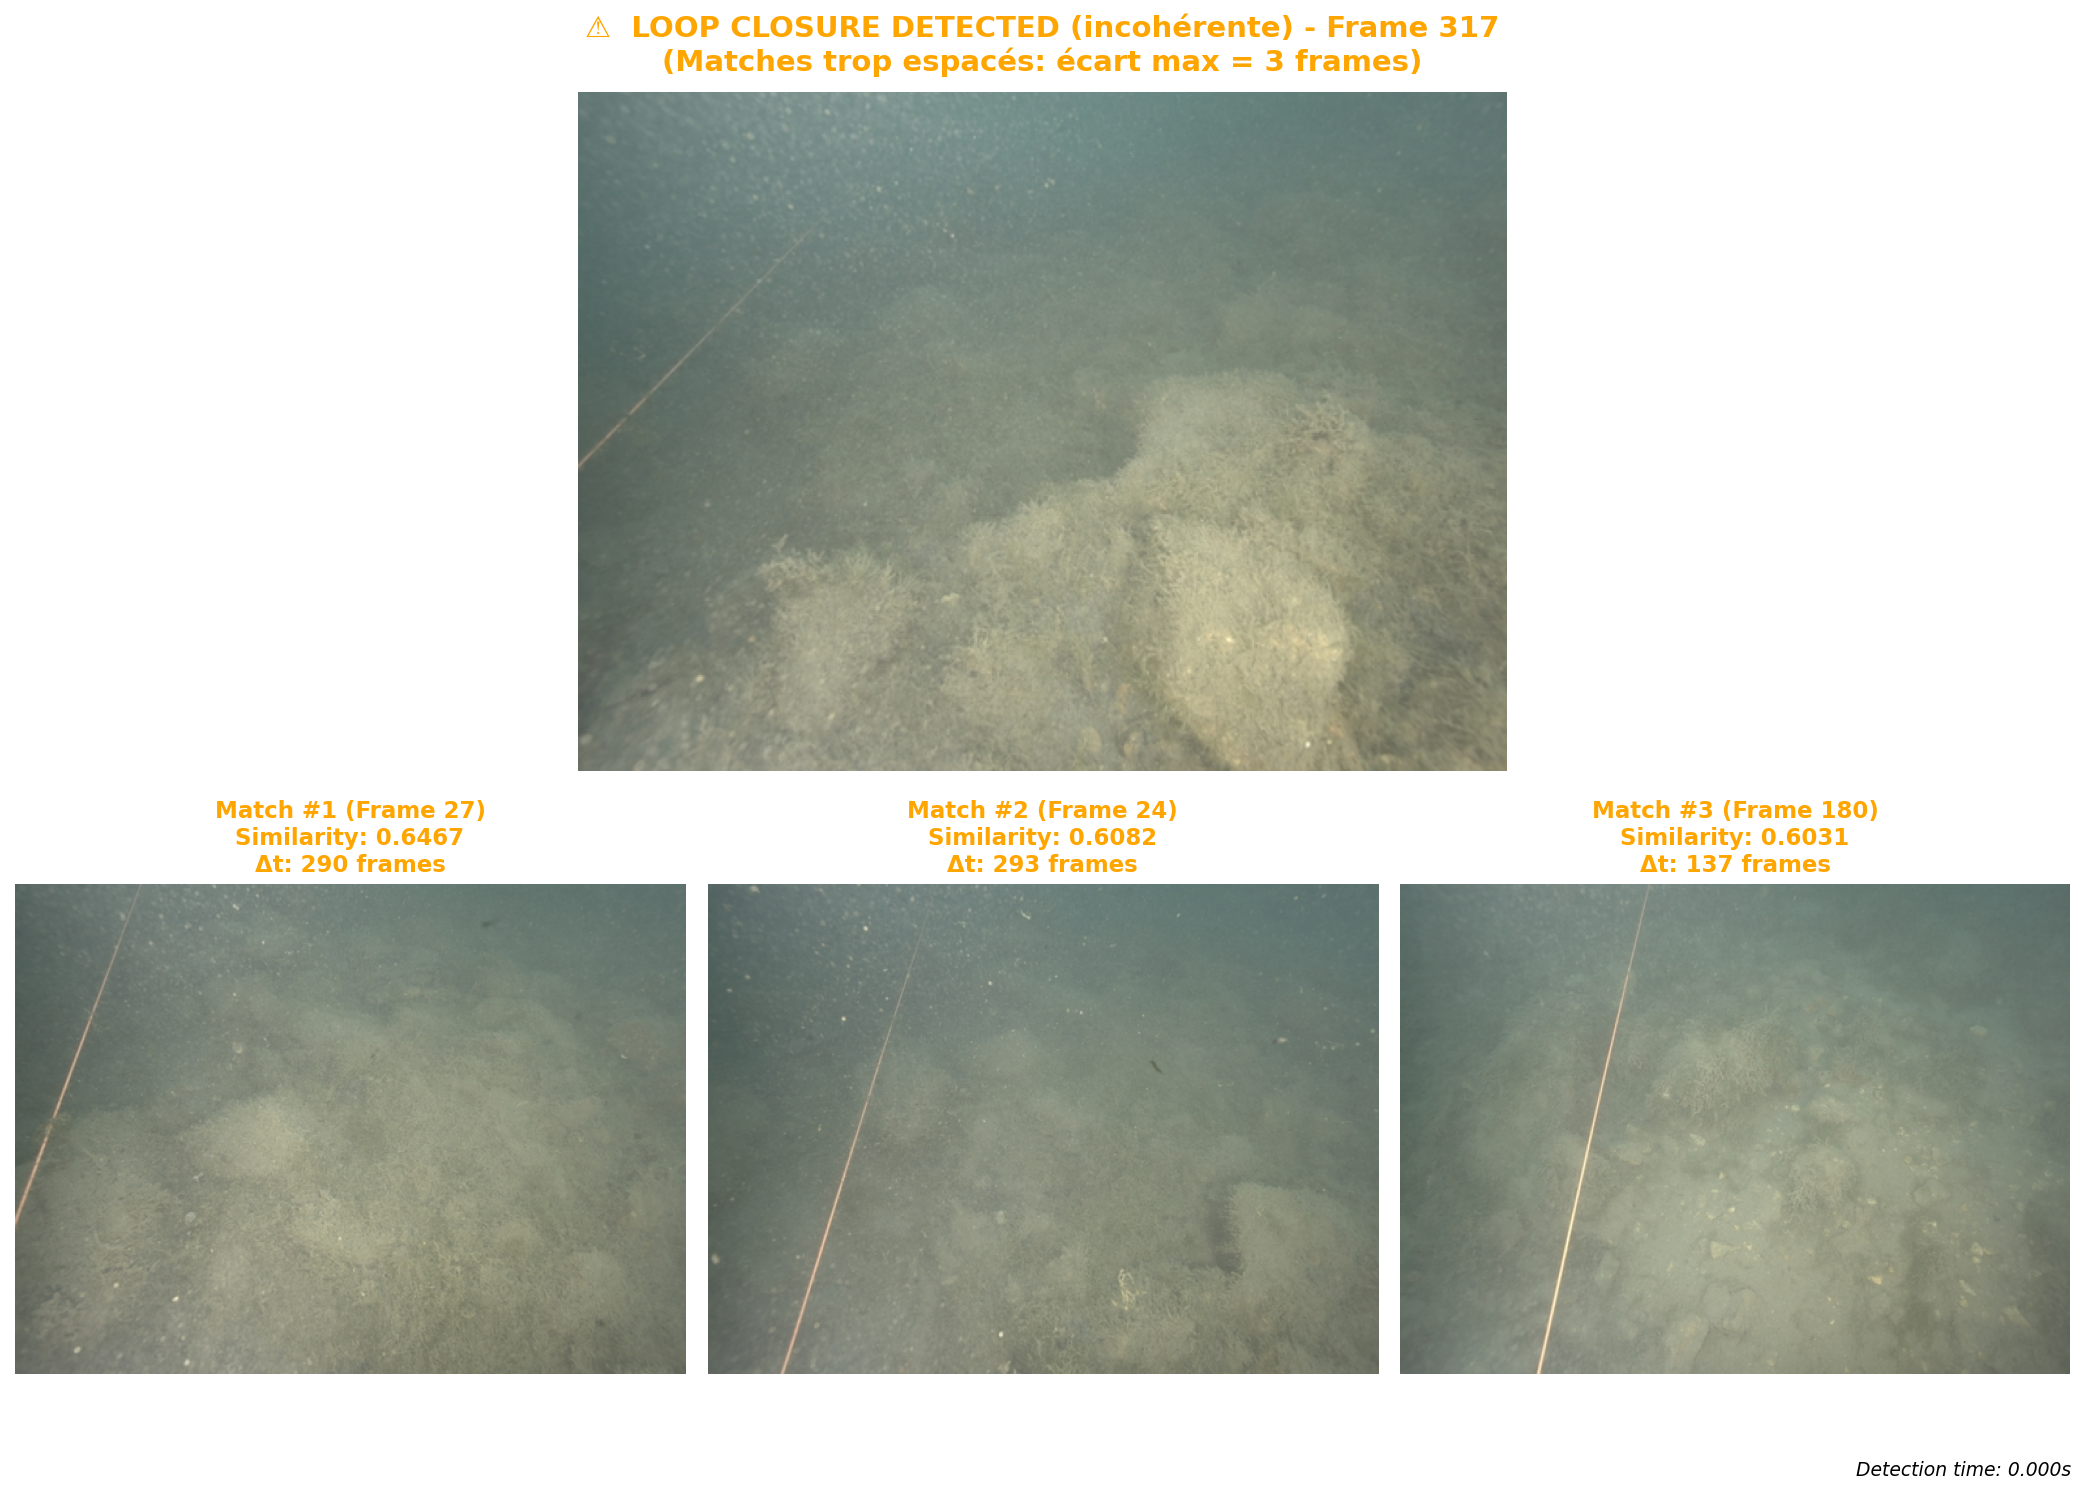 ⚠ LOOP CLOSURE DETECTED (incohérente) - Frame 317
(Matches trop espacés: écart max = 3 frames)
Match #1 (Frame 27)
Similarity: 0.6467
Δt: 290 frames
Match #2 (Frame 24)
Similarity: 0.6082
Δt: 293 frames
Match #3 (Frame 180)
Similarity: 0.6031
Δt: 137 frames
Detection time: 0.000s